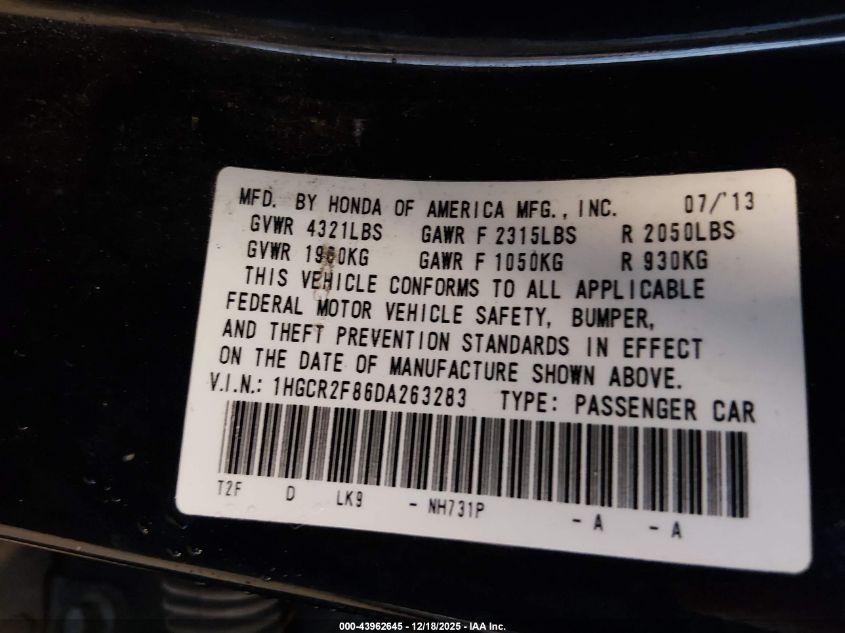 MFD. BY HONDA OF AMERICA MFG., INC. 07/'13
GVWR 4321LBS GAWR F 2315LBS R 2050LBS
GVWR 1960KG GAWR F 1050KG R 930KG
THIS VEHICLE CONFORMS TO ALL APPLICABLE
FEDERAL MOTOR VEHICLE SAFETY, BUMPER,
AND THEFT PREVENTION STANDARDS IN EFFECT
ON THE DATE OF MANUFACTURE SHOWN ABOVE.
V.I.N.: 1HGCR2F86DA263283 TYPE: PASSENGER CAR
T2F D LK9 - NH731P - A - A
000-43962645 - 12/18/2025 - IAA Inc.